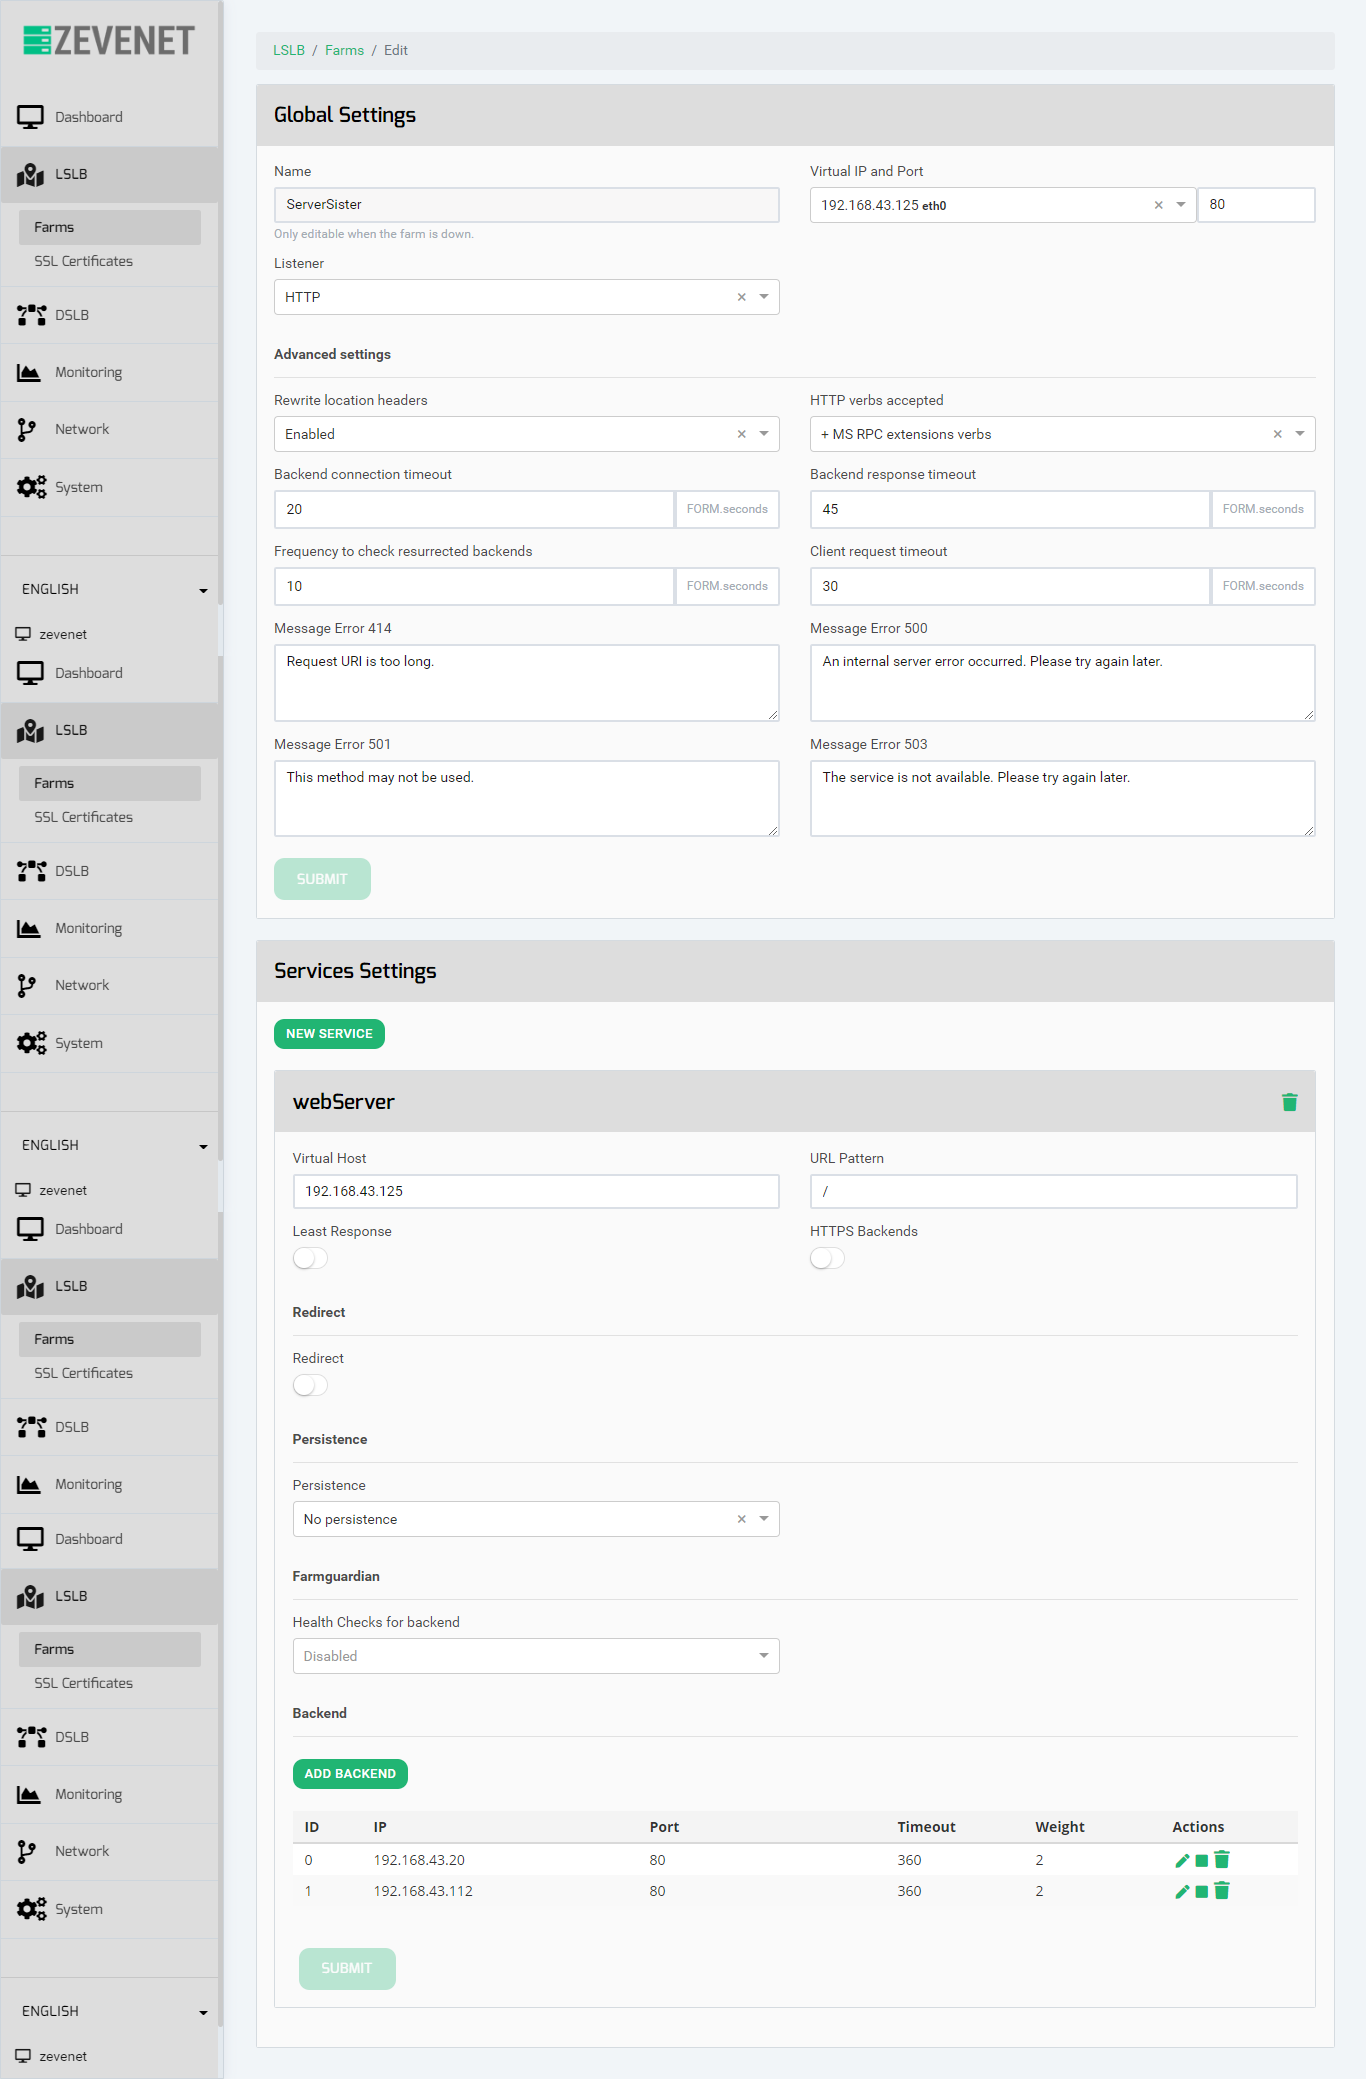 ZEVENET
Dashboard
LSLB
Farms
SSL Certificates
DSLB
Monitoring
Network
System
ENGLISH
zevenet
Dashboard
LSLB
Farms
SSL Certificates
DSLB
Monitoring
Network
System
ENGLISH
zevenet
Dashboard
LSLB
Farms
SSL Certificates
DSLB
Monitoring
Dashboard
LSLB
Farms
SSL Certificates
DSLB
Monitoring
Network
System
ENGLISH
zevenet
LSLB / Farms / Edit
Global Settings
Name Virtual IP and Port
ServerSister 192.168.43.125 eth0 × 80
Only editable when the farm is down.
Listener
HTTP ×
Advanced settings
Rewrite location headers HTTP verbs accepted
Enabled × + MS RPC extensions verbs ×
Backend connection timeout Backend response timeout
20 FORM.seconds 45 FORM.seconds
Frequency to check resurrected backends Client request timeout
10 FORM.seconds 30 FORM.seconds
Message Error 414 Message Error 500
Request URI is too long. An internal server error occurred. Please try again later.
Message Error 501 Message Error 503
This method may not be used. The service is not available. Please try again later.
SUBMIT
Services Settings
NEW SERVICE
webServer
Virtual Host URL Pattern
192.168.43.125 /
Least Response HTTPS Backends
Redirect
Redirect
Persistence
Persistence
No persistence ×
Farmguardian
Health Checks for backend
Disabled
Backend
ADD BACKEND
ID IP Port Timeout Weight Actions
0 192.168.43.20 80 360 2
1 192.168.43.112 80 360 2
SUBMIT